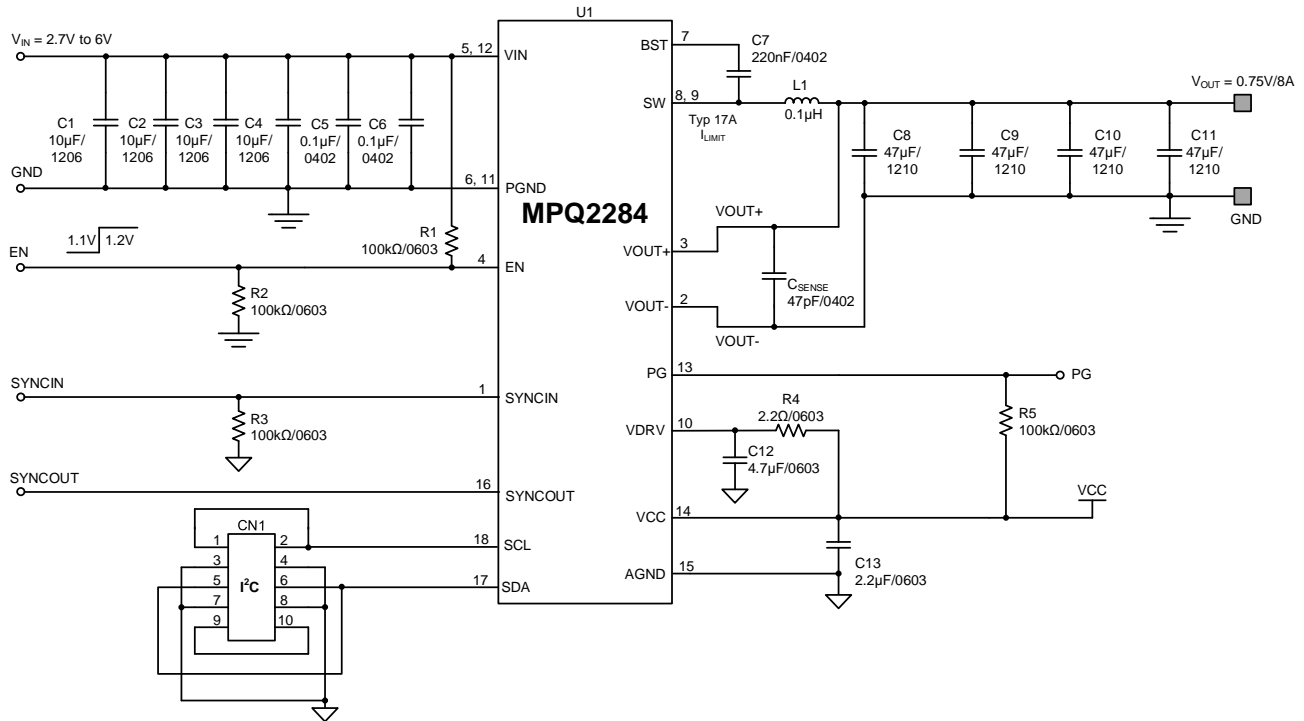 U1
V_IN = 2.7V to 6V
5, 12 VIN
C1
10µF/
1206
C2
10µF/
1206
C3
10µF/
1206
C4
10µF/
1206
C5
0.1µF/
0402
C6
0.1µF/
0402
GND
6, 11 PGND
EN
1.1V 1.2V
R1
100kΩ/0603
4 EN
R2
100kΩ/0603
SYNCIN
1 SYNCIN
R3
100kΩ/0603
SYNCOUT
16 SYNCOUT
CN1
1 2
3 4
5 6
7 8
9 10
I²C
18 SCL
17 SDA
MPQ2284
BST 7
C7
220nF/0402
SW 8, 9
Typ 17A
I_LIMIT
L1
0.1µH
V_OUT = 0.75V/8A
C8
47µF/
1210
C9
47µF/
1210
C10
47µF/
1210
C11
47µF/
1210
GND
VOUT+
VOUT+ 3
C_SENSE
47pF/0402
VOUT- 2
VOUT-
PG 13
PG
R4
2.2Ω/0603
R5
100kΩ/0603
VDRV 10
C12
4.7µF/0603
VCC
VCC 14
C13
2.2µF/0603
AGND 15